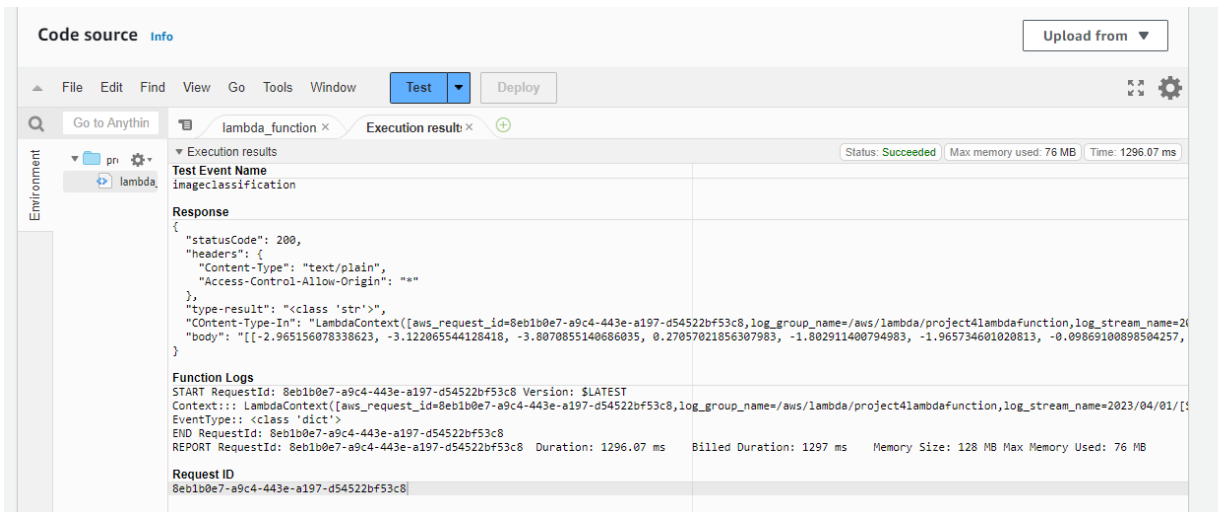 Code source Info
Upload from
File Edit Find View Go Tools Window Test Deploy
Go to Anythin
lambda_function × Execution results ×
Environment
pro
lambda_
Execution results
Status: Succeeded Max memory used: 76 MB Time: 1296.07 ms
Test Event Name
imageclassification
Response
{
"statusCode": 200,
"headers": {
"Content-Type": "text/plain",
"Access-Control-Allow-Origin": "*"
},
"type-result": "<class 'str'>",
"COntent-Type-In": "LambdaContext([aws_request_id=8eb1b0e7-a9c4-443e-a197-d54522bf53c8,log_group_name=/aws/lambda/project4lambdafunction,log_stream_name=20
"body": "[[-2.965156078338623, -3.122065544128418, -3.8070855140686035, 0.27057021856307983, -1.802911400794983, -1.965734601020813, -0.09869100898504257,
}
Function Logs
START RequestId: 8eb1b0e7-a9c4-443e-a197-d54522bf53c8 Version: $LATEST
Context::: LambdaContext([aws_request_id=8eb1b0e7-a9c4-443e-a197-d54522bf53c8,log_group_name=/aws/lambda/project4lambdafunction,log_stream_name=2023/04/01/[$
EventType:: <class 'dict'>
END RequestId: 8eb1b0e7-a9c4-443e-a197-d54522bf53c8
REPORT RequestId: 8eb1b0e7-a9c4-443e-a197-d54522bf53c8 Duration: 1296.07 ms Billed Duration: 1297 ms Memory Size: 128 MB Max Memory Used: 76 MB
Request ID
8eb1b0e7-a9c4-443e-a197-d54522bf53c8